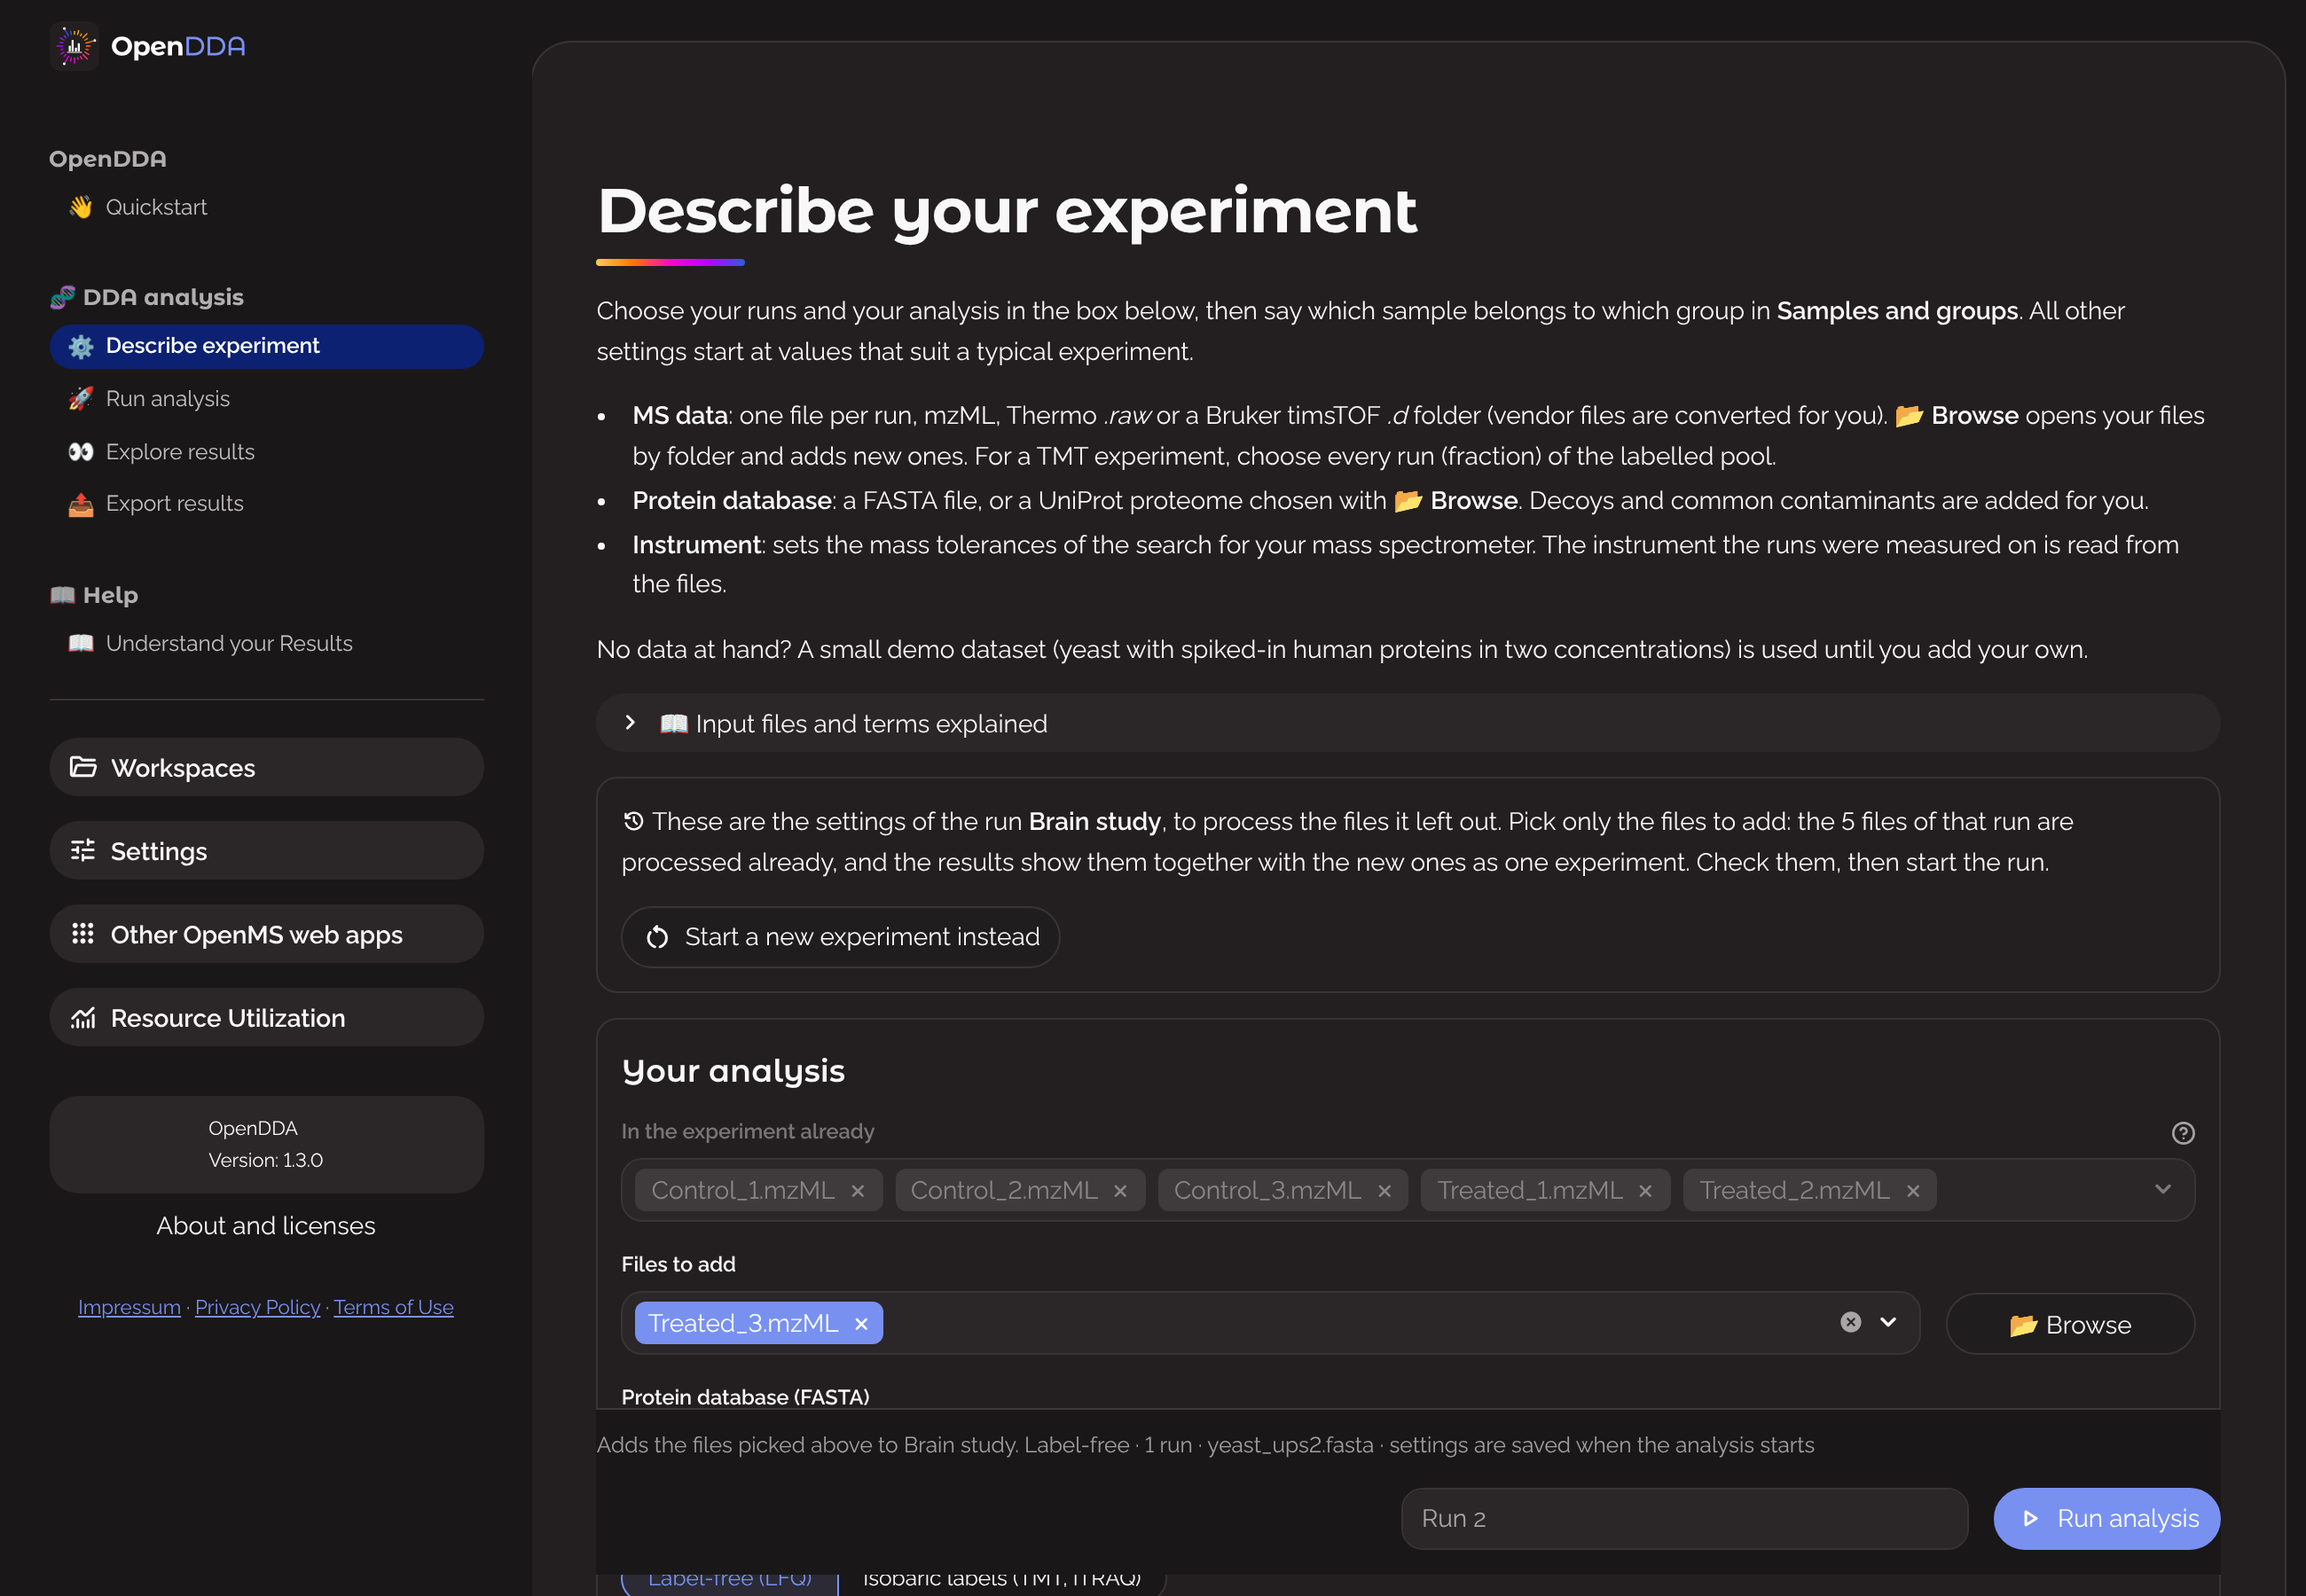 OpenDDA
OpenDDA
Quickstart
DDA analysis
Describe experiment
Run analysis
Explore results
Export results
Help
Understand your Results
Workspaces
Settings
Other OpenMS web apps
Resource Utilization
OpenDDA
Version: 1.3.0
About and licenses
Impressum · Privacy Policy · Terms of Use
Describe your experiment
Choose your runs and your analysis in the box below, then say which sample belongs to which group in Samples and groups. All other
settings start at values that suit a typical experiment.
• MS data: one file per run, mzML, Thermo .raw or a Bruker timsTOF .d folder (vendor files are converted for you). 📂 Browse opens your files
by folder and adds new ones. For a TMT experiment, choose every run (fraction) of the labelled pool.
• Protein database: a FASTA file, or a UniProt proteome chosen with 📂 Browse. Decoys and common contaminants are added for you.
• Instrument: sets the mass tolerances of the search for your mass spectrometer. The instrument the runs were measured on is read from
the files.
No data at hand? A small demo dataset (yeast with spiked-in human proteins in two concentrations) is used until you add your own.
Input files and terms explained
These are the settings of the run Brain study, to process the files it left out. Pick only the files to add: the 5 files of that run are
processed already, and the results show them together with the new ones as one experiment. Check them, then start the run.
Start a new experiment instead
Your analysis
In the experiment already
Control_1.mzML Control_2.mzML Control_3.mzML Treated_1.mzML Treated_2.mzML
Files to add
Treated_3.mzML
Browse
Protein database (FASTA)
Adds the files picked above to Brain study. Label-free · 1 run · yeast_ups2.fasta · settings are saved when the analysis starts
Run 2
Run analysis
Label-free (LFQ) Isobaric labels (TMT, iTRAQ)